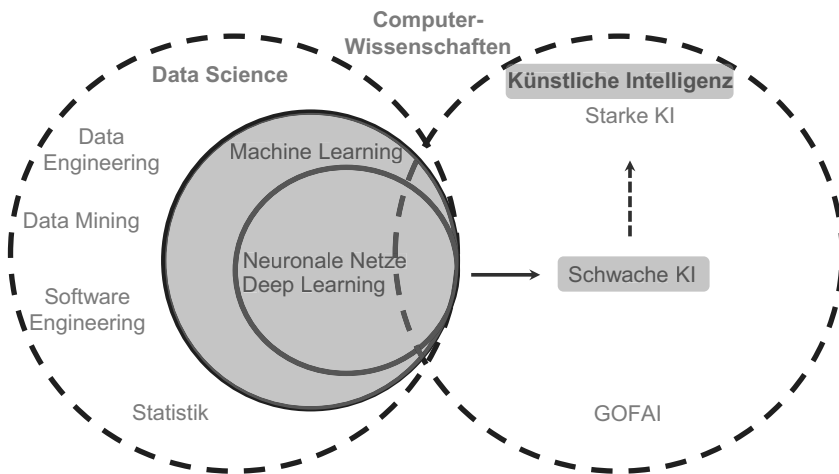 Computer-
Wissenschaften
Data Science
Künstliche Intelligenz
Starke KI
Data
Engineering
Machine Learning
Data Mining
Neuronale Netze
Deep Learning
Schwache KI
Software
Engineering
Statistik
GOFAI